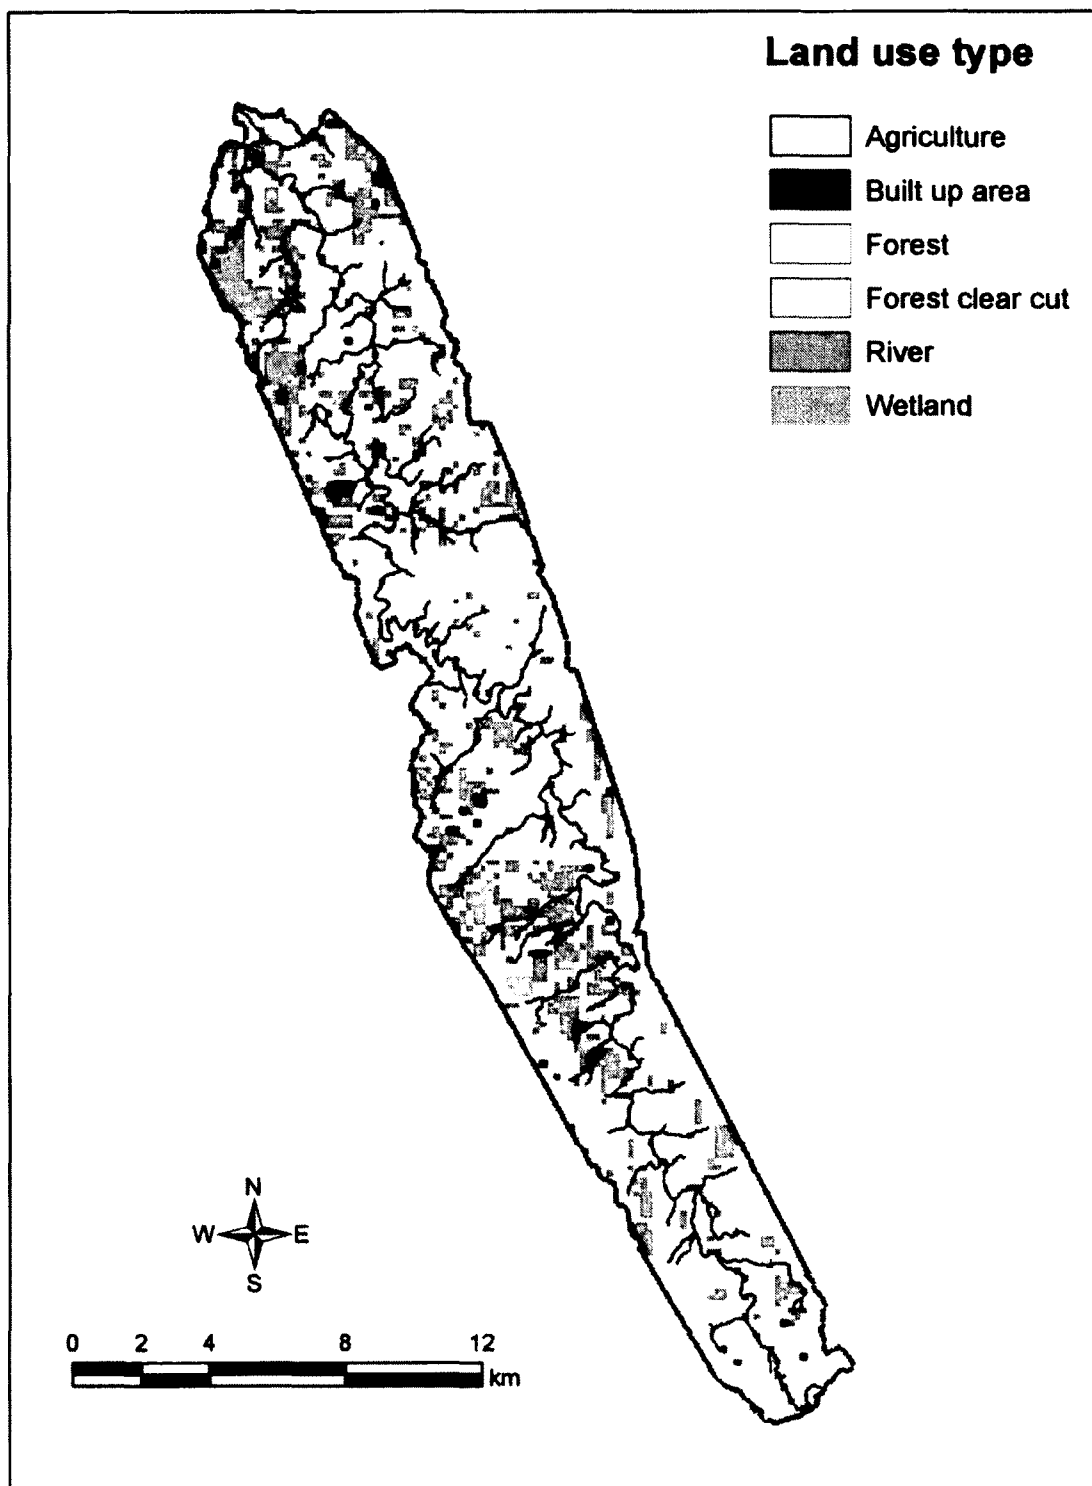 Land use type
Agriculture
Built up area
Forest
Forest clear cut
River
Wetland
N
W E
S
0 2 4 8 12
km